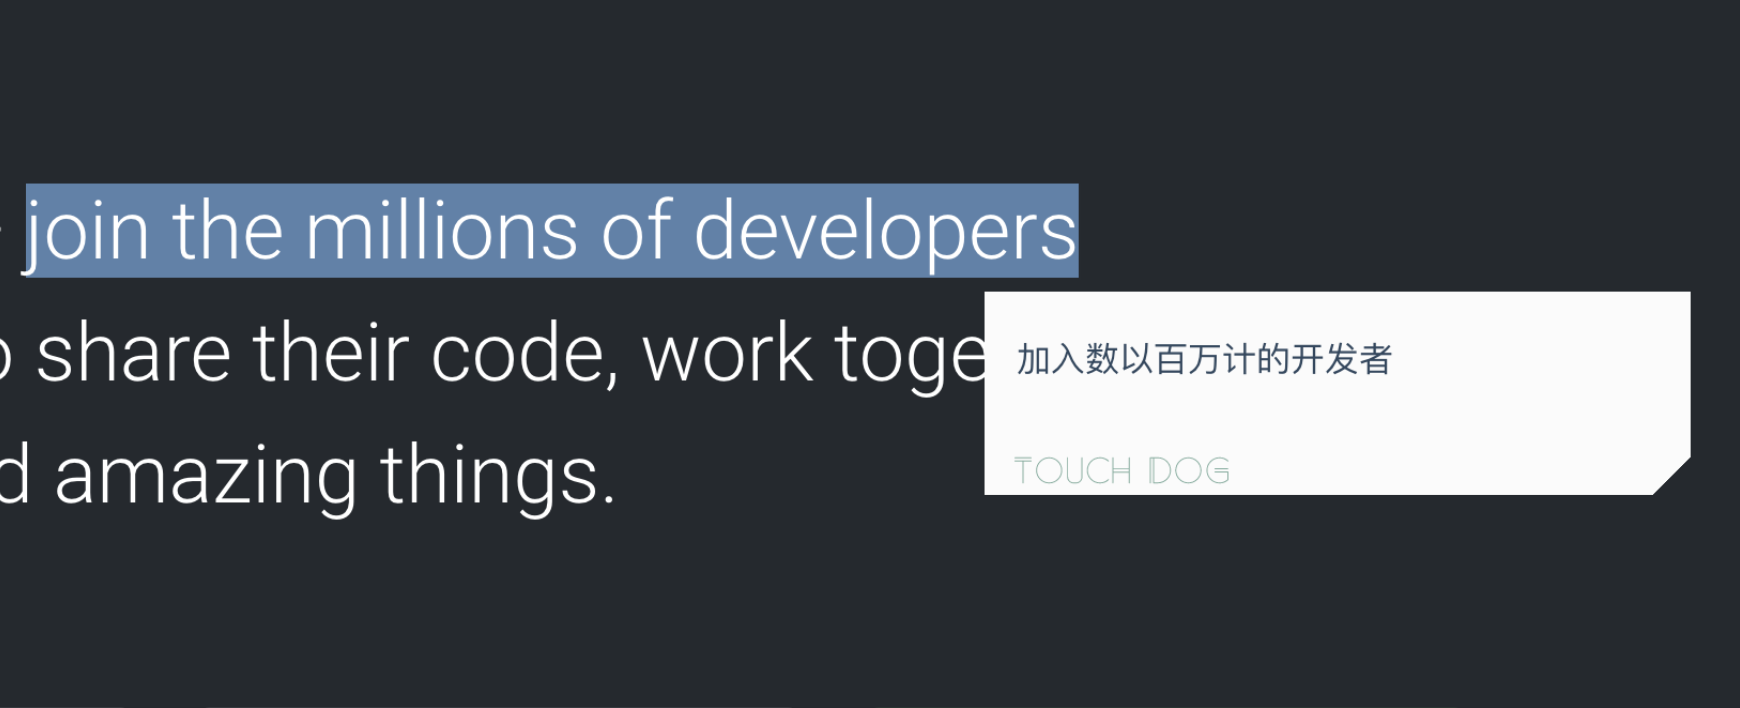 join the millions of developers
share their code, work toge
加入数以百万计的开发者
amazing things.
TOUCH DOG